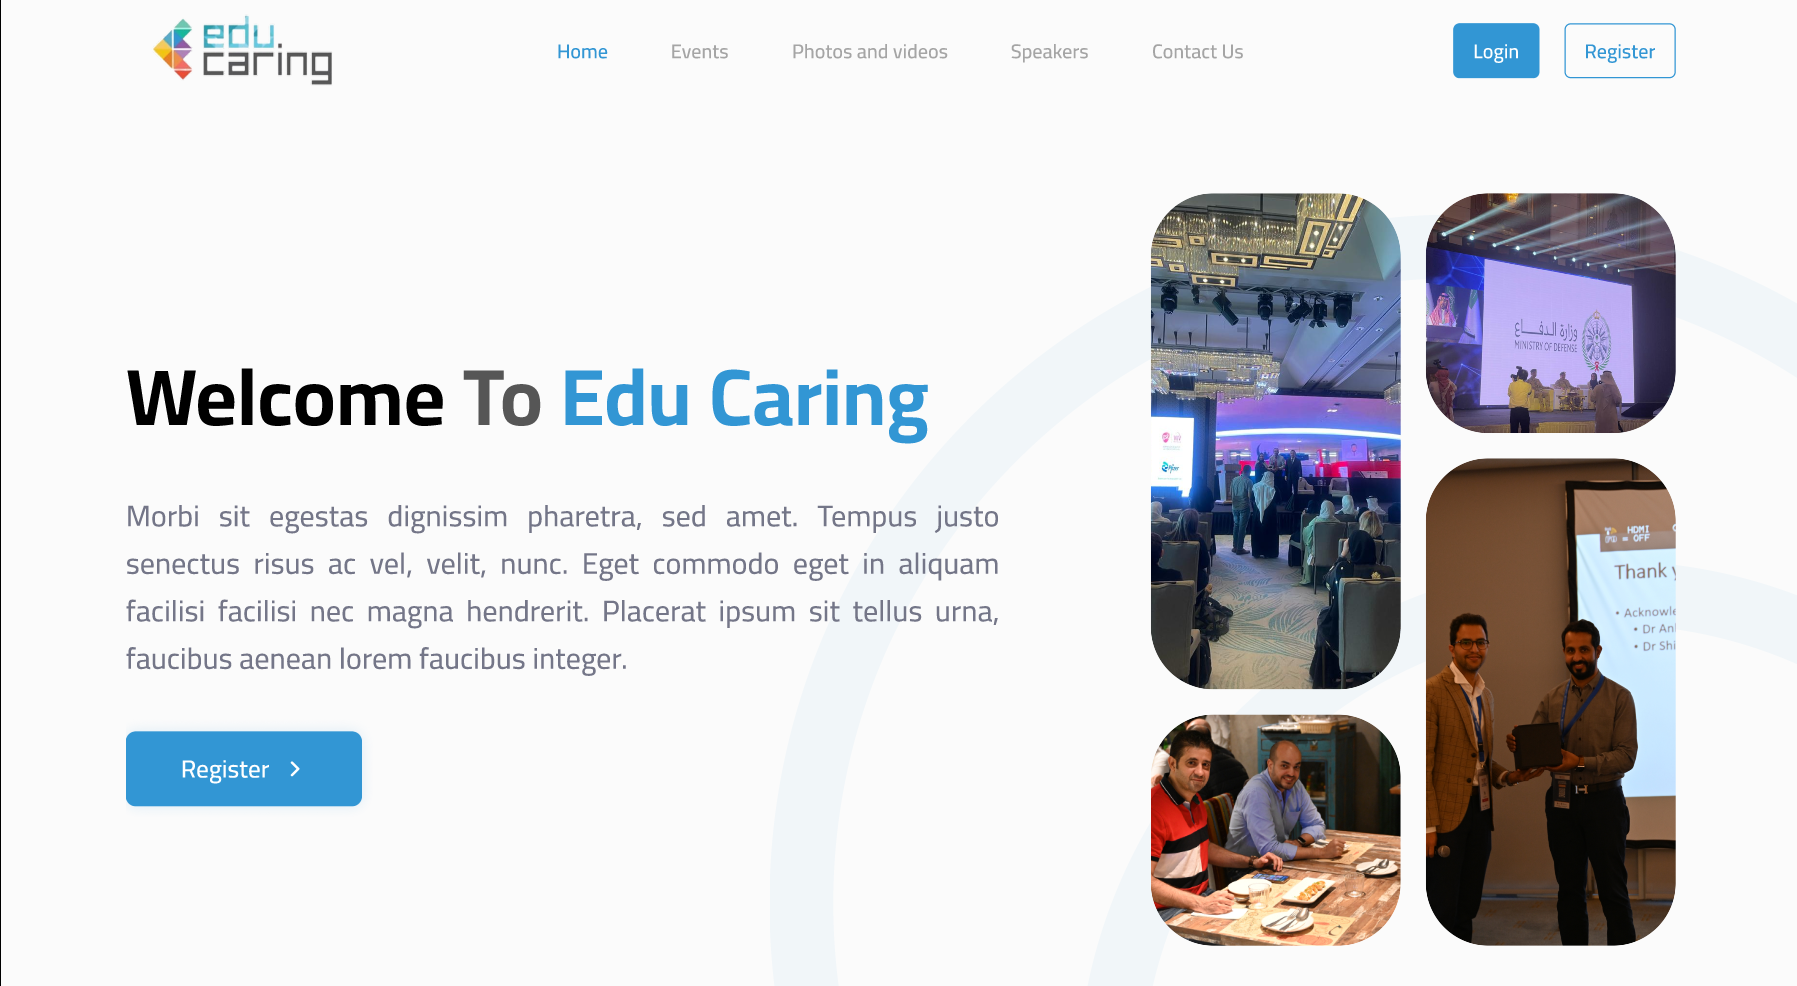 edu
caring
Home
Events
Photos and videos
Speakers
Contact Us
Login
Register
Welcome To Edu Caring
Morbi sit egestas dignissim pharetra, sed amet. Tempus justo
senectus risus ac vel, velit, nunc. Eget commodo eget in aliquam
facilisi facilisi nec magna hendrerit. Placerat ipsum sit tellus urna,
faucibus aenean lorem faucibus integer.
Register
Pfizer
وزارة الدفاع
MINISTRY OF DEFENSE
HDMI
= OFF
Thank y
• Acknowle
• Dr An
• Dr Shi